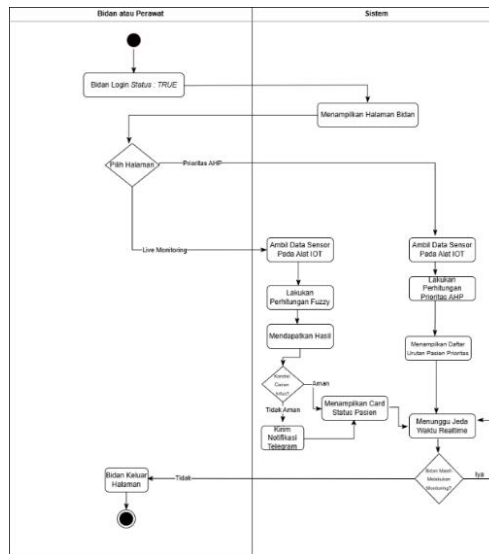 Bidan atau Perawat
Sistem
Bidan Login Status : TRUE
Menampilkan Halaman Bidan
Pilih Halaman
Prioritas AHP
Live Monitoring
Ambil Data Sensor
Pada Alat IOT
Ambil Data Sensor
Pada Alat IOT
Lakukan
Perhitungan Fuzzy
Lakukan
Perhitungan
Prioritas AHP
Mendapatkan Hasil
Menampilkan Daftar
Urutan Pasien Prioritas
Kondisi
Cairan
Infus?
Aman
Tidak Aman
Menampilkan Card
Status Pasien
Kirim
Notifikasi
Telegram
Menunggu Jeda
Waktu Realtime
Bidan Masih
Melakukan
Monitoring?
Iya
Tidak
Bidan Keluar
Halaman